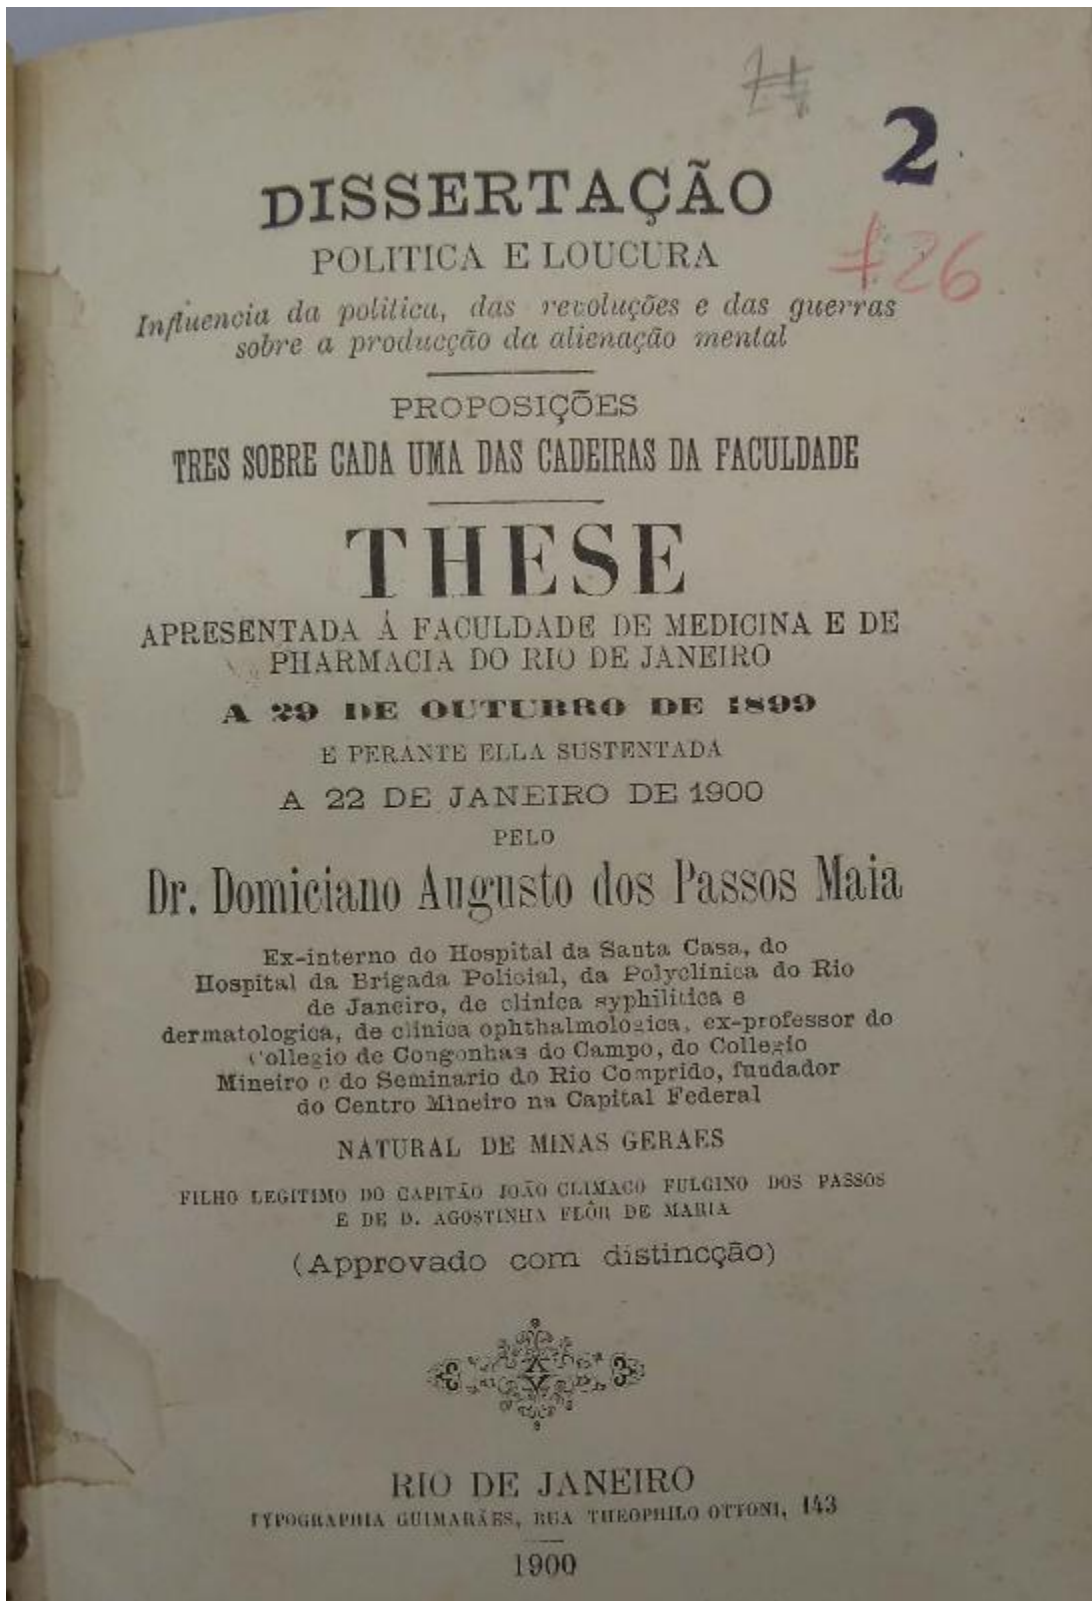 2
DISSERTAÇÃO
#26
POLITICA E LOUCURA
Influencia da politica, das revoluções e das guerras
sobre a producção da alienação mental
PROPOSIÇÕES
TRES SOBRE CADA UMA DAS CADEIRAS DA FACULDADE
THESE
APRESENTADA Á FACULDADE DE MEDICINA E DE
PHARMACIA DO RIO DE JANEIRO
A 29 DE OUTUBRO DE 1899
E PERANTE ELLA SUSTENTADA
A 22 DE JANEIRO DE 1900
PELO
Dr. Domiciano Augusto dos Passos Maia
Ex-interno do Hospital da Santa Casa, do
Hospital da Brigada Policial, da Polyclinica do Rio
de Janeiro, de clinica syphilitica e
dermatologica, de clinica ophthalmologica, ex-professor do
Collegio de Congonhas do Campo, do Collegio
Mineiro e do Seminario do Rio Comprido, fundador
do Centro Mineiro na Capital Federal
NATURAL DE MINAS GERAES
FILHO LEGITIMO DO CAPITÃO JOÃO CLIMACO FULGINO DOS PASSOS
E DE D. AGOSTINHA FLÔR DE MARIA
(Approvado com distincção)
RIO DE JANEIRO
TYPOGRAPHIA GUIMARÃES, RUA THEOPHILO OTTONI, 143
1900